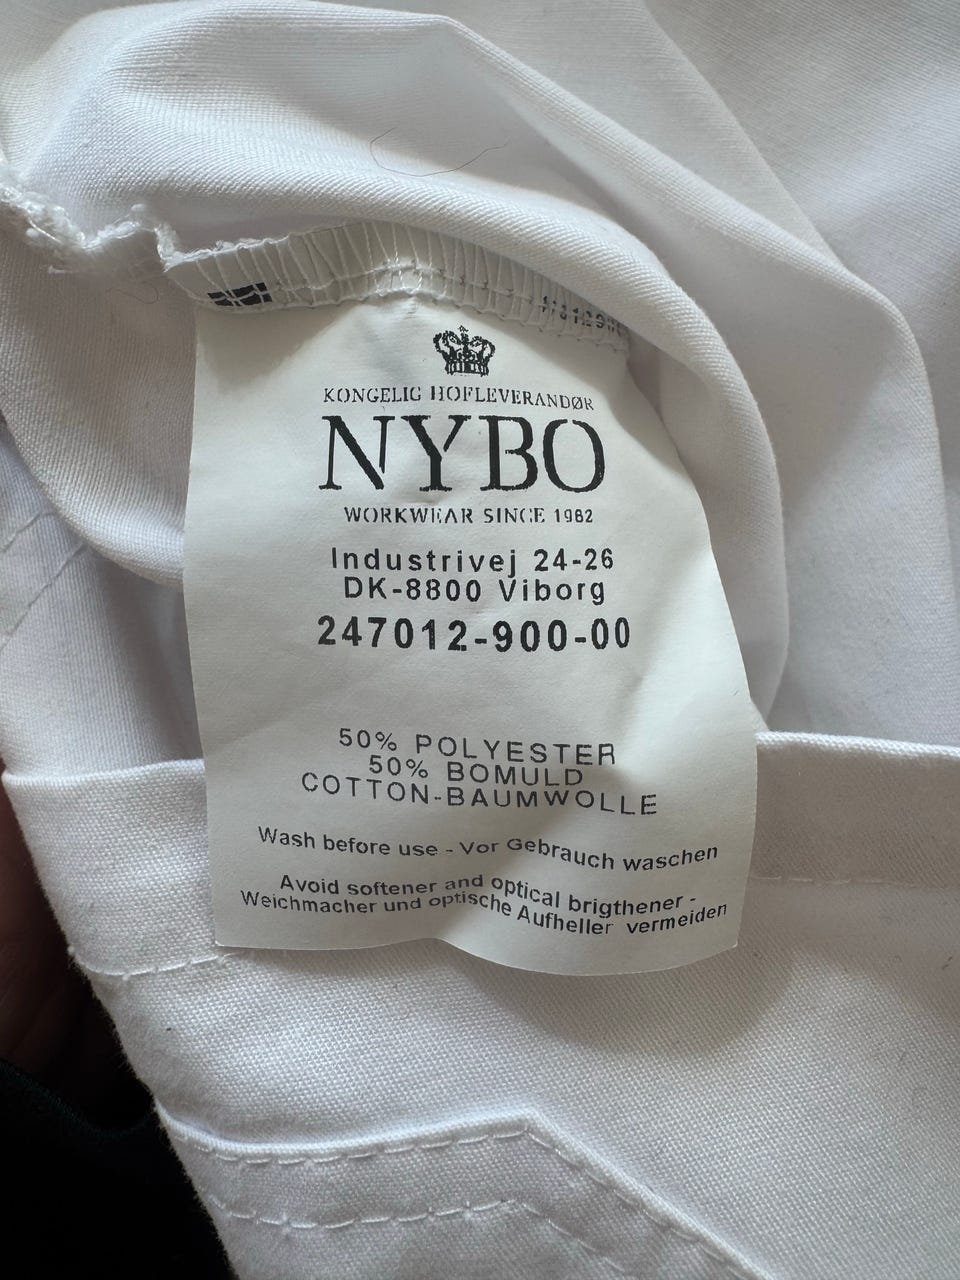 KONGELIG HOFLEVERANDØR
NYBO
WORKWEAR SINCE 1982
Industrivej 24-26
DK-8800 Viborg
247012-900-00
50% POLYESTER
50% BOMULD
COTTON-BAUMWOLLE
Wash before use - Vor Gebrauch waschen
Avoid softener and optical brigthener -
Weichmacher und optische Aufheller vermeiden